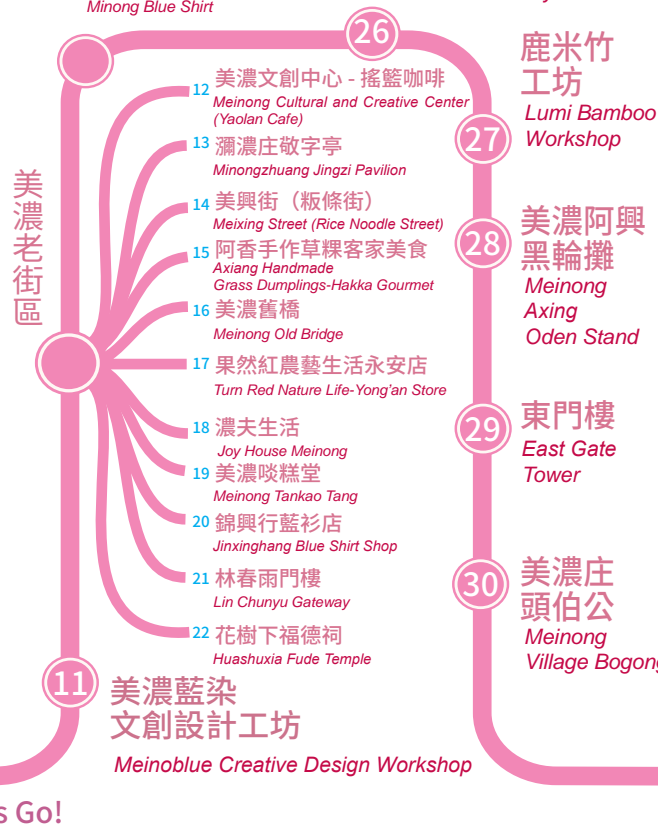 Minong Blue Shirt
26
12 美濃文創中心 - 搖籃咖啡
Meinong Cultural and Creative Center
(Yaolan Cafe)
13 瀰濃庄敬字亭
Minongzhuang Jingzi Pavilion
14 美興街（粄條街）
Meixing Street (Rice Noodle Street)
15 阿香手作草粿客家美食
Axiang Handmade
Grass Dumplings-Hakka Gourmet
16 美濃舊橋
Meinong Old Bridge
17 果然紅農藝生活永安店
Turn Red Nature Life-Yong'an Store
18 濃夫生活
Joy House Meinong
19 美濃啖糕堂
Meinong Tankao Tang
20 錦興行藍衫店
Jinxinghang Blue Shirt Shop
21 林春雨門樓
Lin Chunyu Gateway
22 花樹下福德祠
Huashuxia Fude Temple
美濃老街區
11
美濃藍染
文創設計工坊
Meinoblue Creative Design Workshop
s Go!
鹿米竹
工坊
27
Lumi Bamboo
Workshop
28
美濃阿興
黑輪攤
Meinong
Axing
Oden Stand
29
東門樓
East Gate
Tower
30
美濃庄
頭伯公
Meinong
Village Bogong